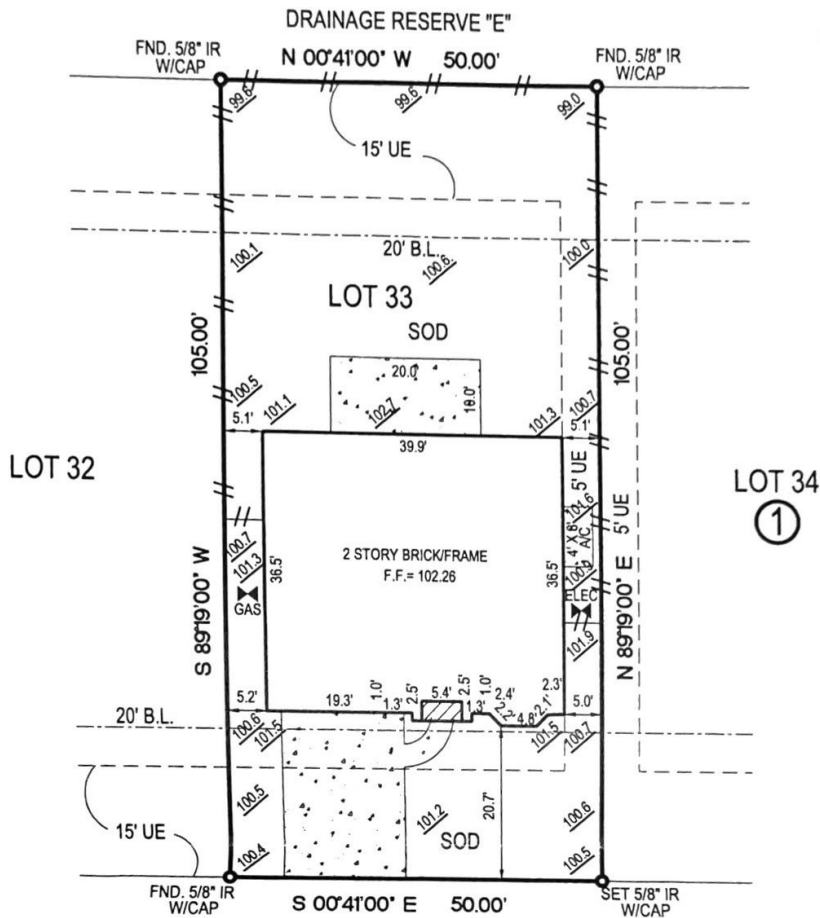 DRAINAGE RESERVE "E"
FND. 5/8" IR
W/CAP
N 00°41'00" W 50.00'
FND. 5/8" IR
W/CAP
99.6
99.6
99.0
15' UE
20' B.L.
100.1
100.6
100.0
LOT 33
SOD
105.00'
105.00'
20.0'
102.7
100.5
101.1
101.3
100.7
5.1'
5.1'
39.9'
LOT 32
LOT 34
1
5' UE
5' UE
101.6
4' X 8'
A/C
100.9
ELEC
101.9
100.7
101.3
GAS
36.5'
36.5'
2 STORY BRICK/FRAME
F.F.= 102.26
S 89°19'00" W
N 89°19'00" E
5.2'
19.3'
1.0'
1.3'
2.5'
5.4'
2.5'
1.3'
1.0'
2.4'
2.2'
4.8'
2.1'
2.3'
5.0'
20' B.L.
100.6
101.5
101.5
100.7
100.5
101.2
20.7'
100.6
15' UE
SOD
100.4
100.5
FND. 5/8" IR
W/CAP
S 00°41'00" E 50.00'
SET 5/8" IR
W/CAP